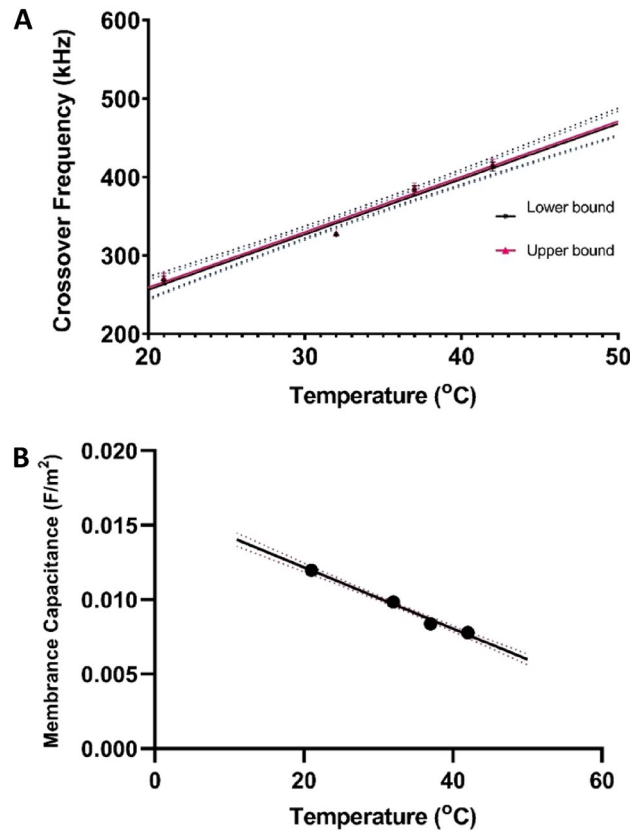 A
Crossover Frequency (kHz)
600
500
400
300
200
20
30
40
50
Lower bound
Upper bound
Temperature (°C)
B
Membrance Capacitance (F/m²)
0.020
0.015
0.010
0.005
0.000
0
20
40
60
Temperature (°C)